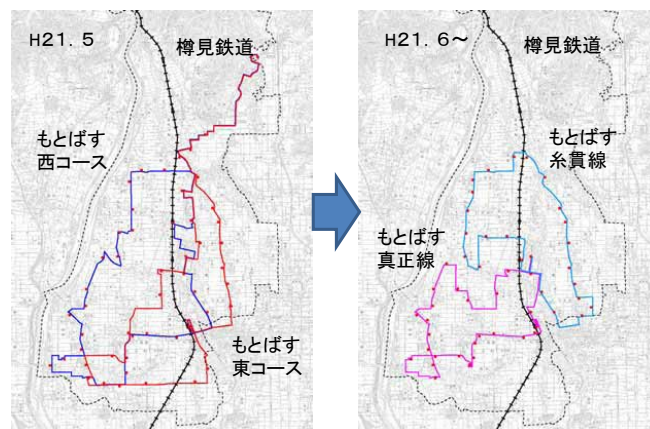 H21.5
樽見鉄道
もとばす
西コース
もとばす
東コース
H21.6～
樽見鉄道
もとばす
糸貫線
もとばす
真正線